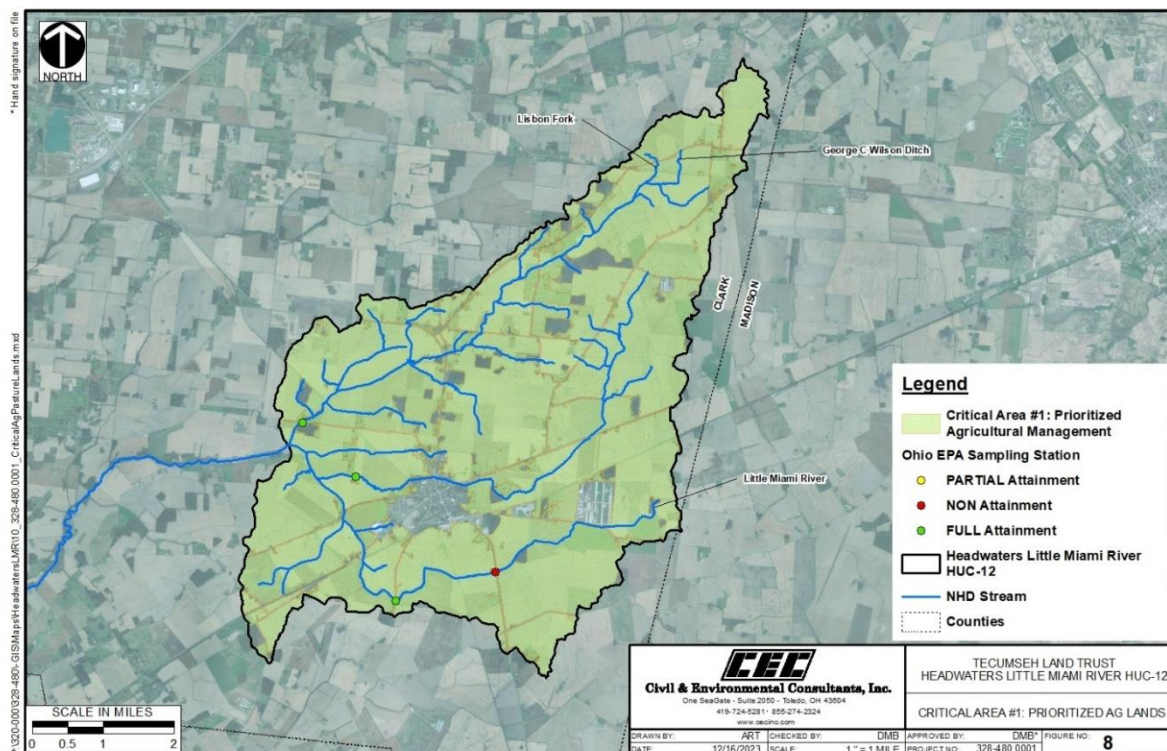 * Hand signature on file
NORTH
Lisbon Fork
George C Wilson Ditch
CLARK
MADISON
Little Miami River
Legend
Critical Area #1: Prioritized
Agricultural Management
Ohio EPA Sampling Station
PARTIAL Attainment
NON Attainment
FULL Attainment
Headwaters Little Miami River
HUC-12
NHD Stream
Counties
SCALE IN MILES
0 0.5 1 2
CEC
Civil & Environmental Consultants, Inc.
One SeaGate - Suite 2050 - Toledo, OH 43604
419-724-5281 · 855-274-2324
www.cecinc.com
TECUMSEH LAND TRUST
HEADWATERS LITTLE MIAMI RIVER HUC-12
CRITICAL AREA #1: PRIORITIZED AG LANDS
DRAWN BY: ART CHECKED BY: DMB APPROVED BY: DMB* FIGURE NO: 8
DATE: 12/16/2023 SCALE: 1" = 1 MILE PROJECT NO: 328-480.0001